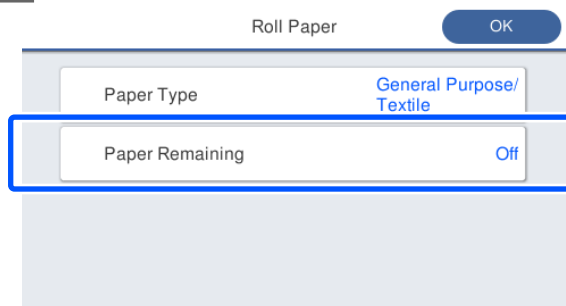 Roll Paper
OK
Paper Type
General Purpose/
Textile
Paper Remaining
Off